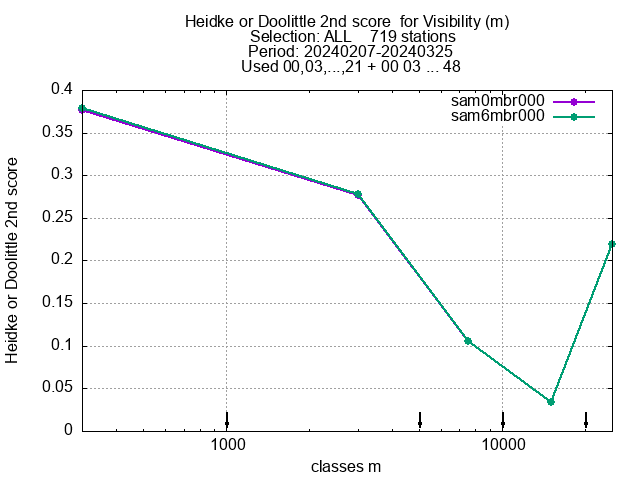 Heidke or Doolittle 2nd score  for Visibility (m)
Selection: ALL    719 stations
Period: 20240207-20240325
Used 00,03,...,21 + 00 03 ... 48
sam0mbr000
sam6mbr000
0.4
0.35
0.3
0.25
0.2
0.15
0.1
0.05
0
Heidke or Doolittle 2nd score
1000
10000
classes m